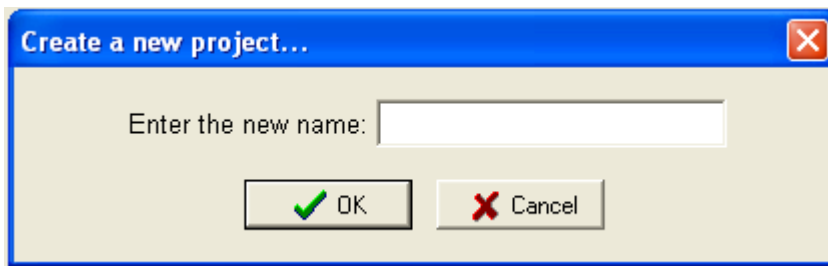 Create a new project...
Enter the new name:
OK Cancel